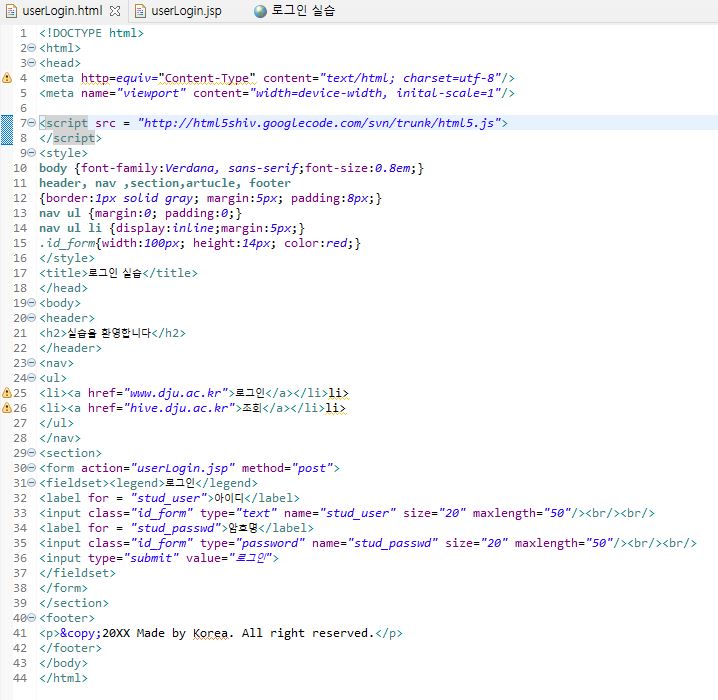 userLogin.html userLogin.jsp 로그인 실습
1 <!DOCTYPE html>
2 <html>
3 <head>
4 <meta http=equiv="Content-Type" content="text/html; charset=utf-8"/>
5 <meta name="viewport" content="width=device-width, inital-scale=1"/>
6
7 <script src = "http://html5shiv.googlecode.com/svn/trunk/html5.js">
8 </script>
9 <style>
10 body {font-family:Verdana, sans-serif;font-size:0.8em;}
11 header, nav ,section,artucle, footer
12 {border:1px solid gray; margin:5px; padding:8px;}
13 nav ul {margin:0; padding:0;}
14 nav ul li {display:inline;margin:5px;}
15 .id_form{width:100px; height:14px; color:red;}
16 </style>
17 <title>로그인 실습</title>
18 </head>
19 <body>
20 <header>
21 <h2>실습을 환영합니다</h2>
22 </header>
23 <nav>
24 <ul>
25 <li><a href="www.dju.ac.kr">로그인</a></li>li>
26 <li><a href="hive.dju.ac.kr">조회</a></li>li>
27 </ul>
28 </nav>
29 <section>
30 <form action="userLogin.jsp" method="post">
31 <fieldset><legend>로그인</legend>
32 <label for = "stud_user">아이디</label>
33 <input class="id_form" type="text" name="stud_user" size="20" maxlength="50"/><br/><br/>
34 <label for = "stud_passwd">암호명</label>
35 <input class="id_form" type="password" name="stud_passwd" size="20" maxlength="50"/><br/><br/>
36 <input type="submit" value="로그인">
37 </fieldset>
38 </form>
39 </section>
40 <footer>
41 <p>&copy;20XX Made by Korea. All right reserved.</p>
42 </footer>
43 </body>
44 </html>